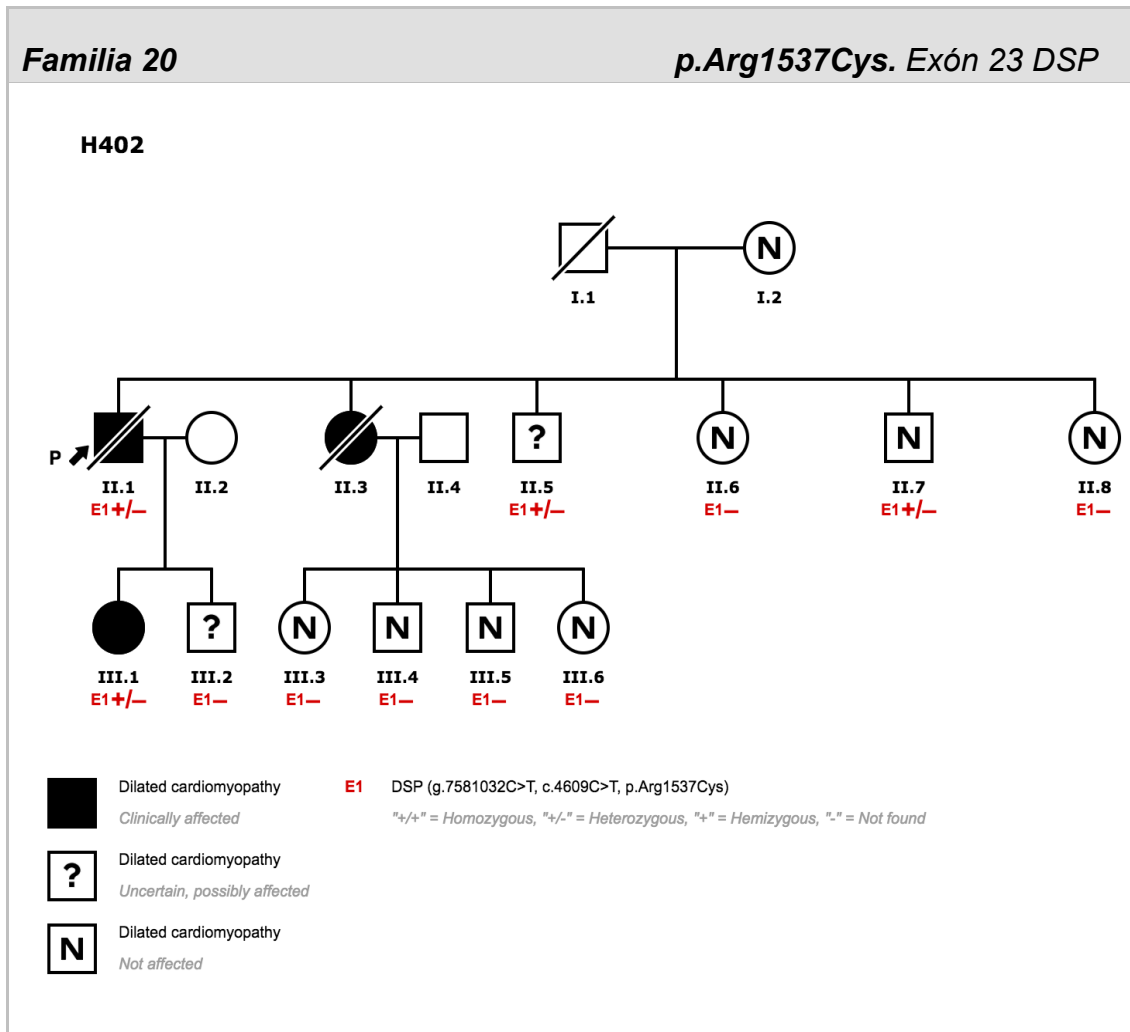 Familia 20 p.Arg1537Cys. Exón 23 DSP
H402
N
I.1 I.2
P ? N N N
II.1 II.2 II.3 II.4 II.5 II.6 II.7 II.8
E1+/− E1+/− E1− E1+/− E1−
? N N N N
III.1 III.2 III.3 III.4 III.5 III.6
E1+/− E1− E1− E1− E1− E1−
Dilated cardiomyopathy E1 DSP (g.7581032C>T, c.4609C>T, p.Arg1537Cys)
Clinically affected "+/+" = Homozygous, "+/-" = Heterozygous, "+" = Hemizygous, "-" = Not found
? Dilated cardiomyopathy
Uncertain, possibly affected
N Dilated cardiomyopathy
Not affected